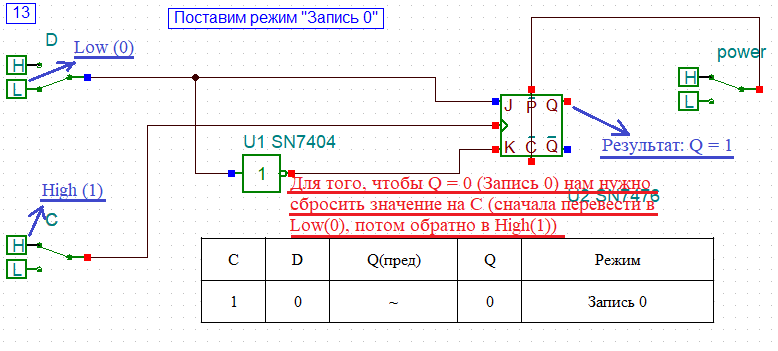 13
Поставим режим "Запись 0"
D
Low (0)
H
L
power
H
L
J P Q
K C Q
U1 SN7404
1
Результат: Q = 1
High (1)
C
H
L
Для того, чтобы Q = 0 (Запись 0) нам нужно
сбросить значение на C (сначала перевести в
Low(0), потом обратно в High(1))
U2 SN7476
C D Q(пред) Q Режим
1 0 ~ 0 Запись 0